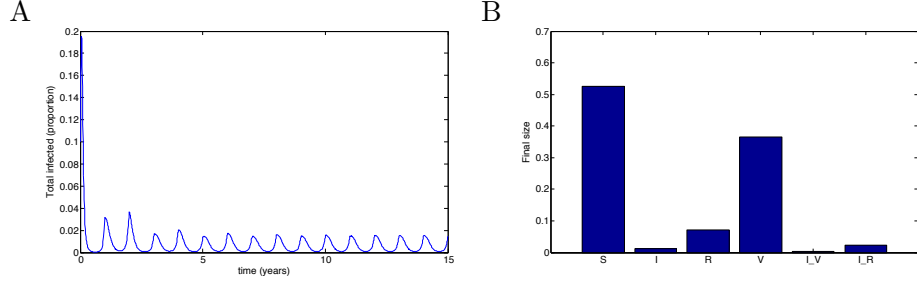 A
B
Total infected (proportion)
0.2
0.18
0.16
0.14
0.12
0.1
0.08
0.06
0.04
0.02
0
0
5
10
15
time (years)
Final size
0.7
0.6
0.5
0.4
0.3
0.2
0.1
0
S
I
R
V
I_V
I_R